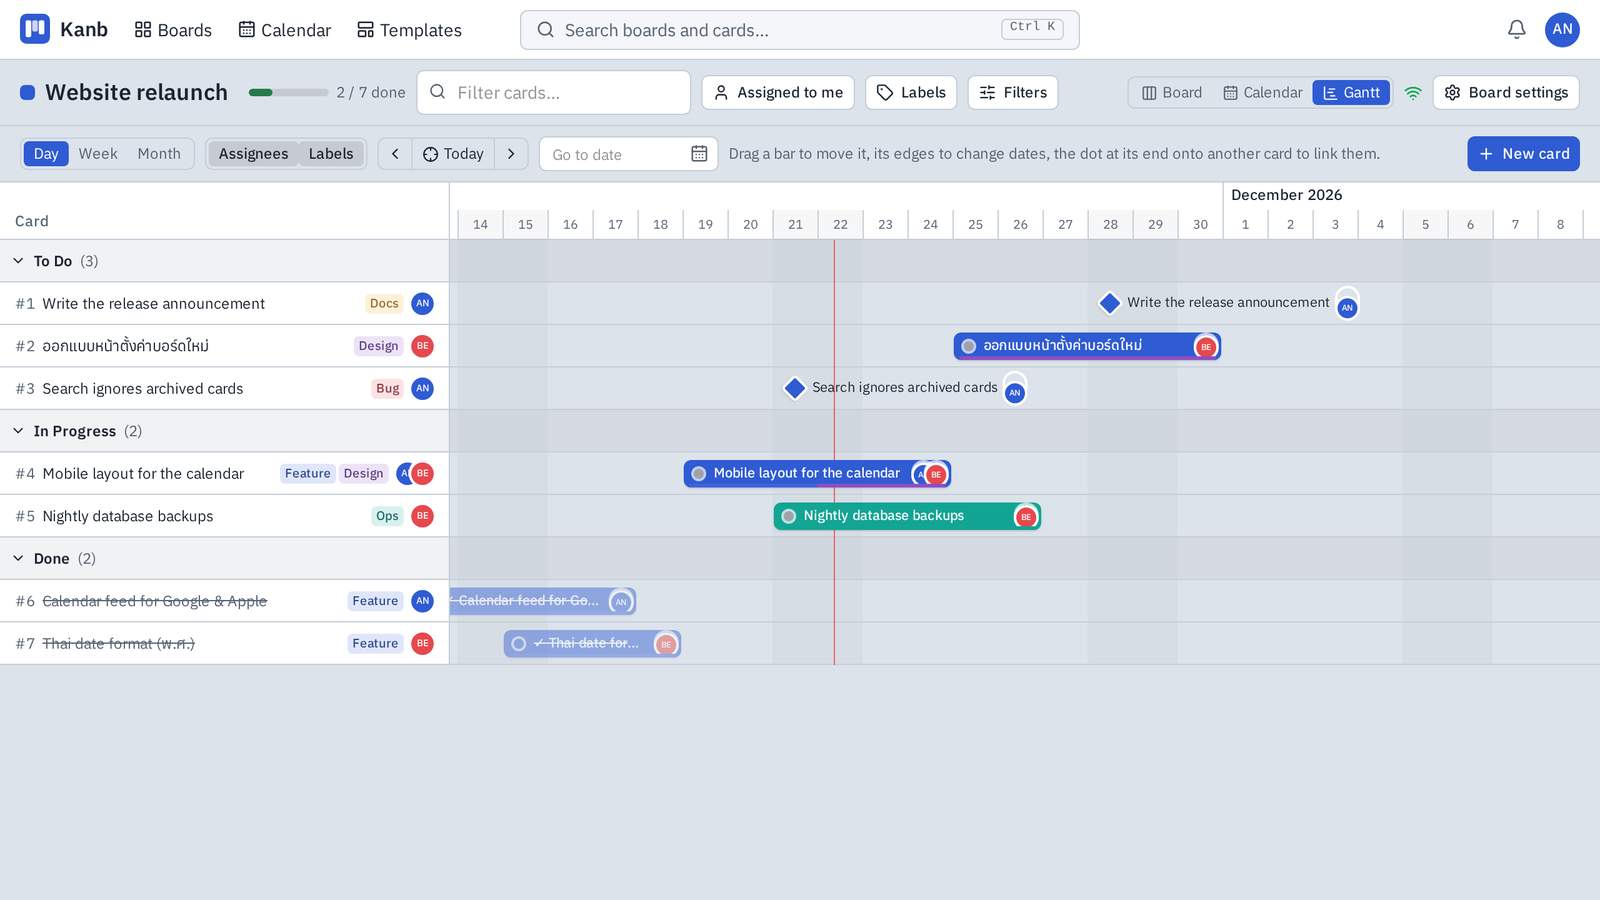 Kanb
Boards
Calendar
Templates
Search boards and cards...
Ctrl K
AN
Website relaunch
2 / 7 done
Filter cards...
Assigned to me
Labels
Filters
Board
Calendar
Gantt
Board settings
Day
Week
Month
Assignees
Labels
Today
Go to date
Drag a bar to move it, its edges to change dates, the dot at its end onto another card to link them.
New card
December 2026
Card
14 15 16 17 18 19 20 21 22 23 24 25 26 27 28 29 30 1 2 3 4 5 6 7 8
To Do (3)
#1 Write the release announcement Docs AN
Write the release announcement AN
#2 ออกแบบหน้าตั้งค่าบอร์ดใหม่ Design BE
ออกแบบหน้าตั้งค่าบอร์ดใหม่ BE
#3 Search ignores archived cards Bug AN
Search ignores archived cards AN
In Progress (2)
#4 Mobile layout for the calendar Feature Design BE
Mobile layout for the calendar BE
#5 Nightly database backups Ops BE
Nightly database backups BE
Done (2)
#6 Calendar feed for Google & Apple Feature AN
Calendar feed for Go... AN
#7 Thai date format (พ.ศ.) Feature BE
✓ Thai date for... BE